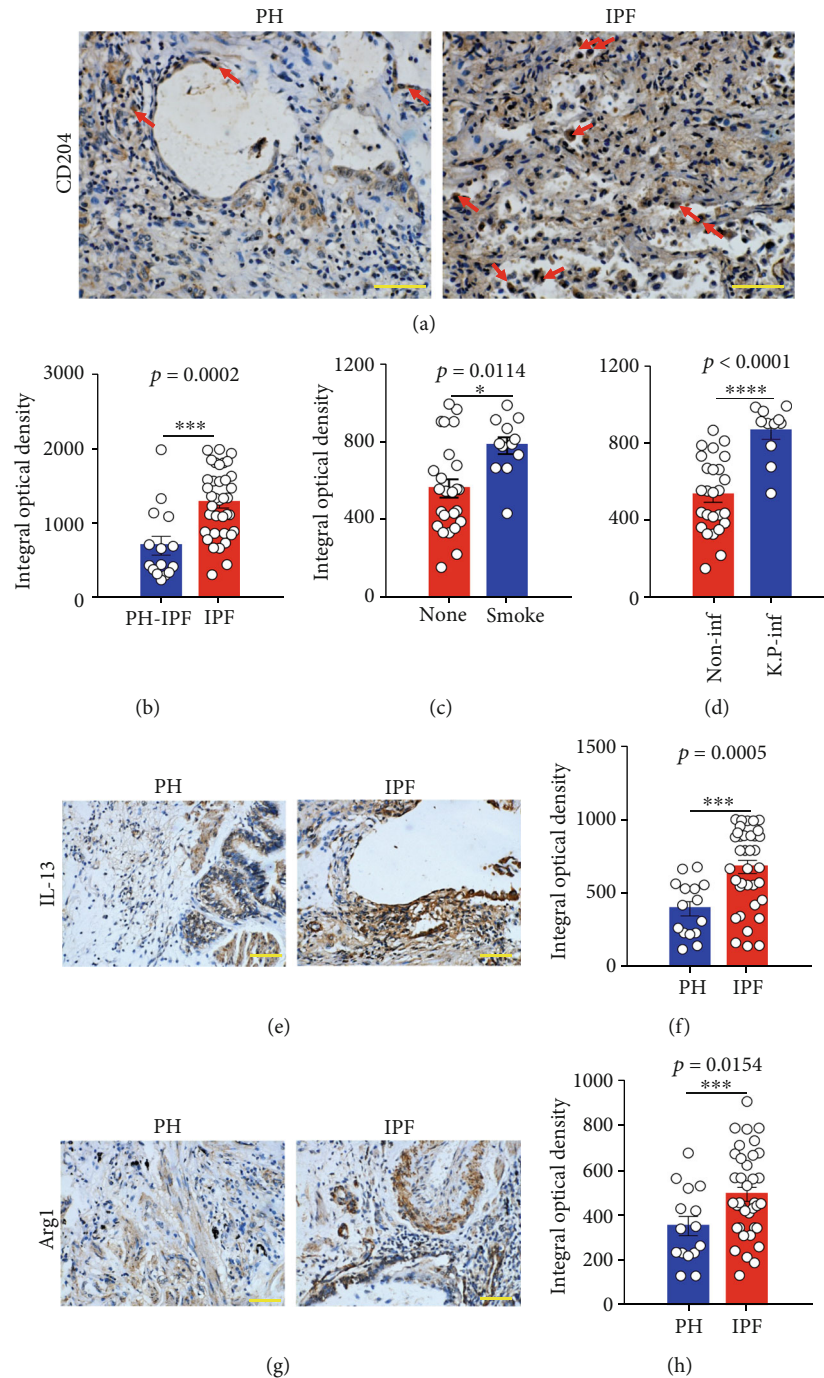 PH IPF
CD204
(a)
3000
2000
1000
0
Integral optical density
p = 0.0002
***
PH-IPF IPF
(b)
1200
800
400
0
Integral optical density
p = 0.0114
*
None Smoke
(c)
1200
800
400
0
Integral optical density
p < 0.0001
****
Non-inf K.P-inf
(d)
PH IPF
IL-13
(e)
1500
1000
500
0
Integral optical density
p = 0.0005
***
PH IPF
(f)
PH IPF
Arg1
(g)
1000
800
600
400
200
0
Integral optical density
p = 0.0154
***
PH IPF
(h)